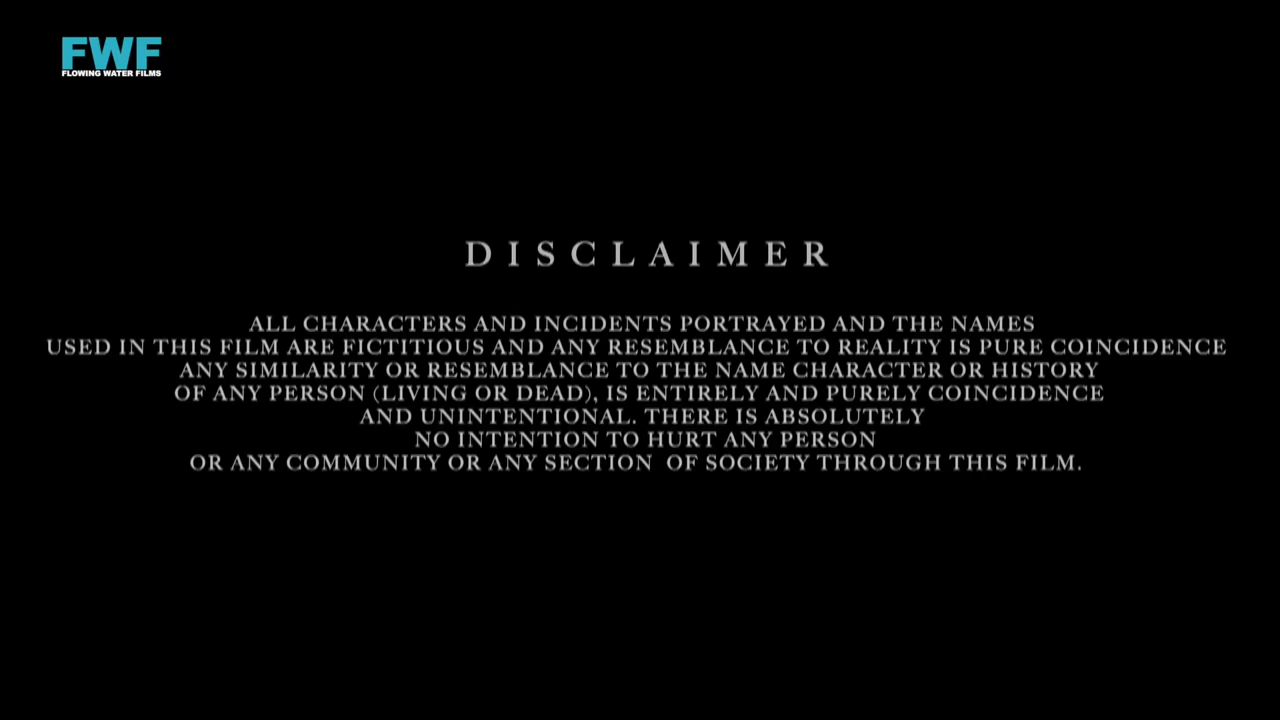 FWF
FLOWING WATER FILMS
DISCLAIMER
ALL CHARACTERS AND INCIDENTS PORTRAYED AND THE NAMES
USED IN THIS FILM ARE FICTITIOUS AND ANY RESEMBLANCE TO REALITY IS PURE COINCIDENCE
ANY SIMILARITY OR RESEMBLANCE TO THE NAME CHARACTER OR HISTORY
OF ANY PERSON (LIVING OR DEAD), IS ENTIRELY AND PURELY COINCIDENCE
AND UNINTENTIONAL. THERE IS ABSOLUTELY
NO INTENTION TO HURT ANY PERSON
OR ANY COMMUNITY OR ANY SECTION OF SOCIETY THROUGH THIS FILM.